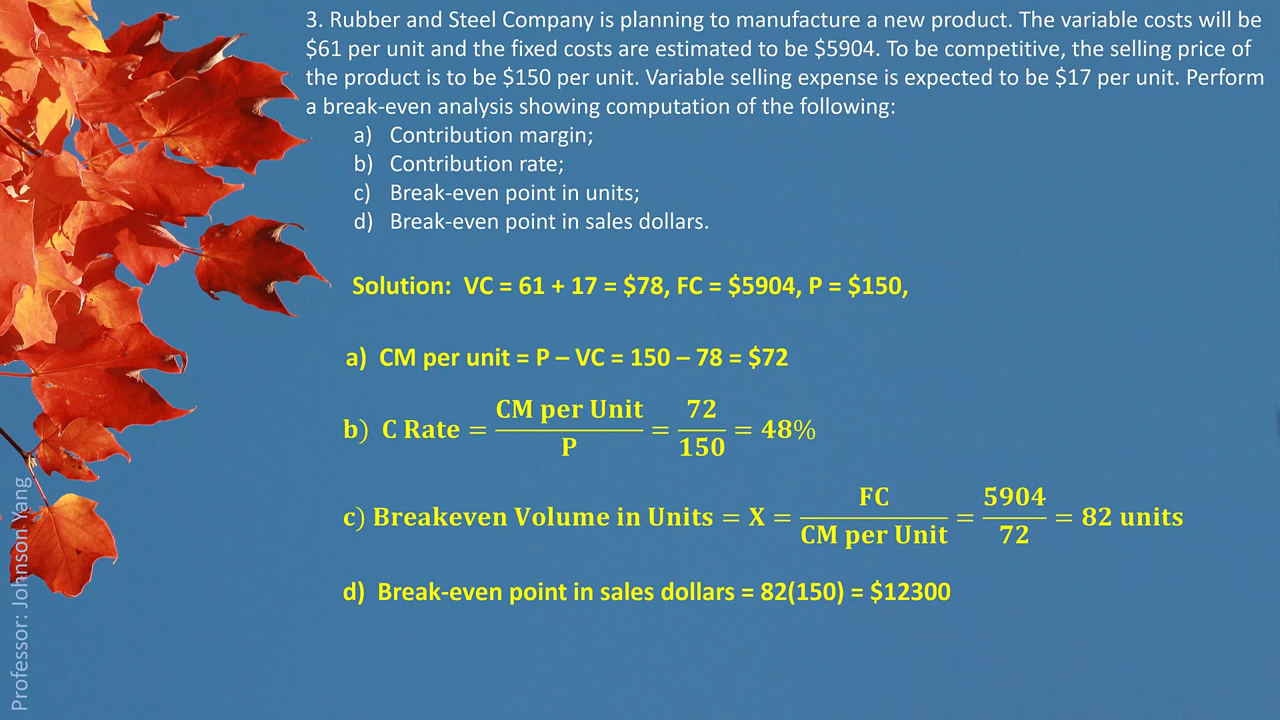 3. Rubber and Steel Company is planning to manufacture a new product. The variable costs will be
$61 per unit and the fixed costs are estimated to be $5904. To be competitive, the selling price of
the product is to be $150 per unit. Variable selling expense is expected to be $17 per unit. Perform
a break-even analysis showing computation of the following:
a) Contribution margin;
b) Contribution rate;
c) Break-even point in units;
d) Break-even point in sales dollars.
Solution: VC = 61 + 17 = $78, FC = $5904, P = $150,
a) CM per unit = P – VC = 150 – 78 = $72
b) C Rate = CM per Unit / P = 72 / 150 = 48%
c) Breakeven Volume in Units = X = FC / CM per Unit = 5904 / 72 = 82 units
d) Break-even point in sales dollars = 82(150) = $12300
Professor: Johnson Yang